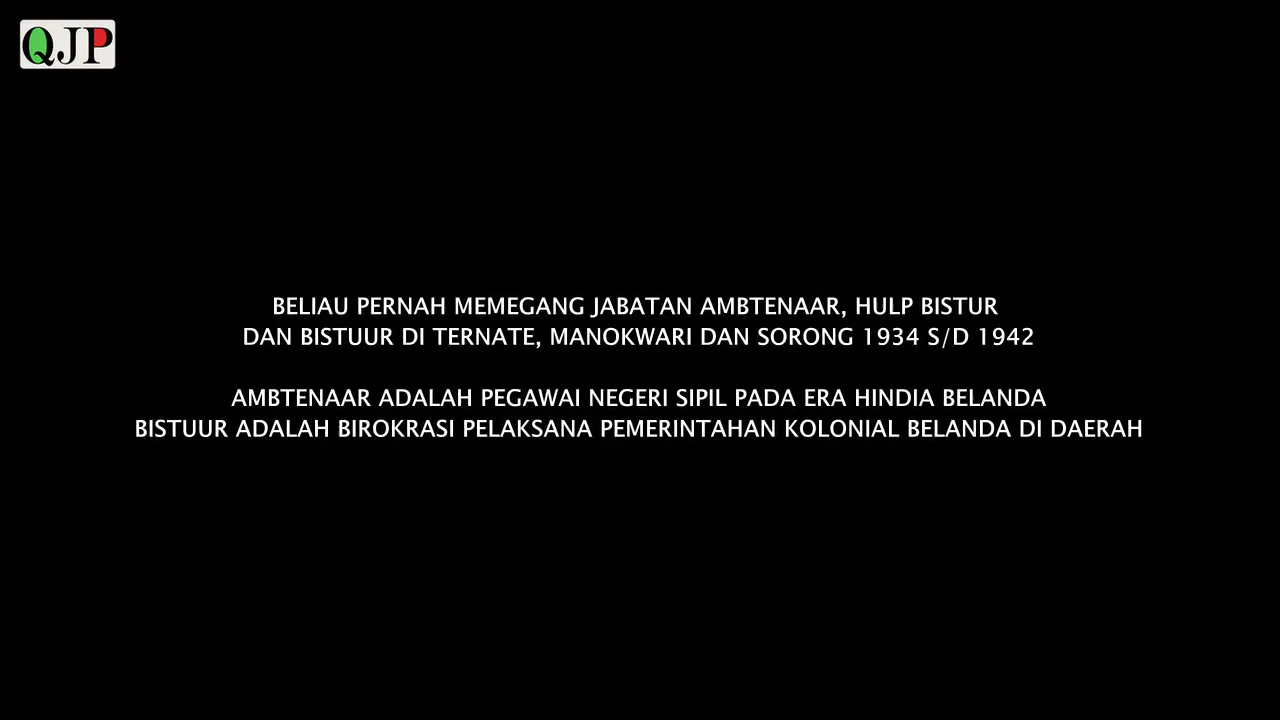 QJP
BELIAU PERNAH MEMEGANG JABATAN AMBTENAAR, HULP BISTUR
DAN BISTUUR DI TERNATE, MANOKWARI DAN SORONG 1934 S/D 1942
AMBTENAAR ADALAH PEGAWAI NEGERI SIPIL PADA ERA HINDIA BELANDA
BISTUUR ADALAH BIROKRASI PELAKSANA PEMERINTAHAN KOLONIAL BELANDA DI DAERAH